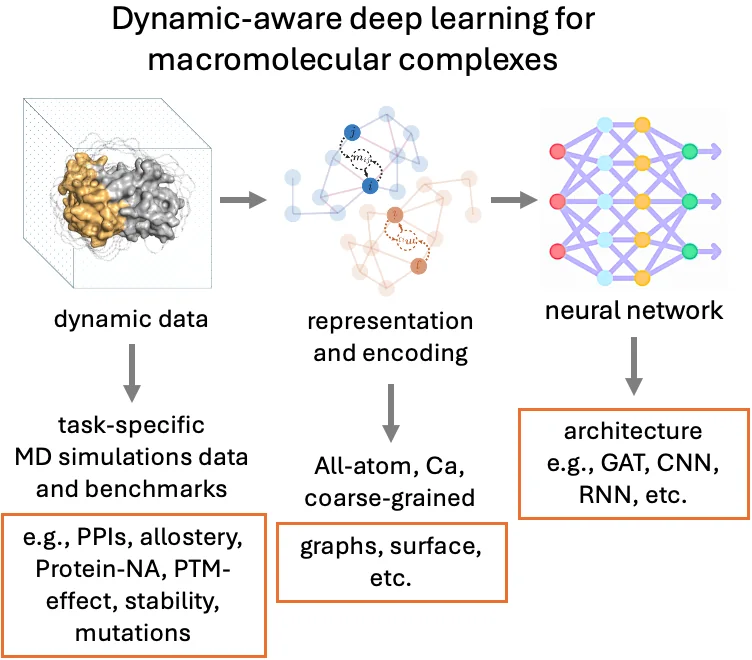 Dynamic-aware deep learning for
macromolecular complexes
dynamic data
representation
and encoding
neural network
task-specific
MD simulations data
and benchmarks
All-atom, Ca,
coarse-grained
architecture
e.g., GAT, CNN,
RNN, etc.
e.g., PPIs, allostery,
Protein-NA, PTM-
effect, stability,
mutations
graphs, surface,
etc.
j
i